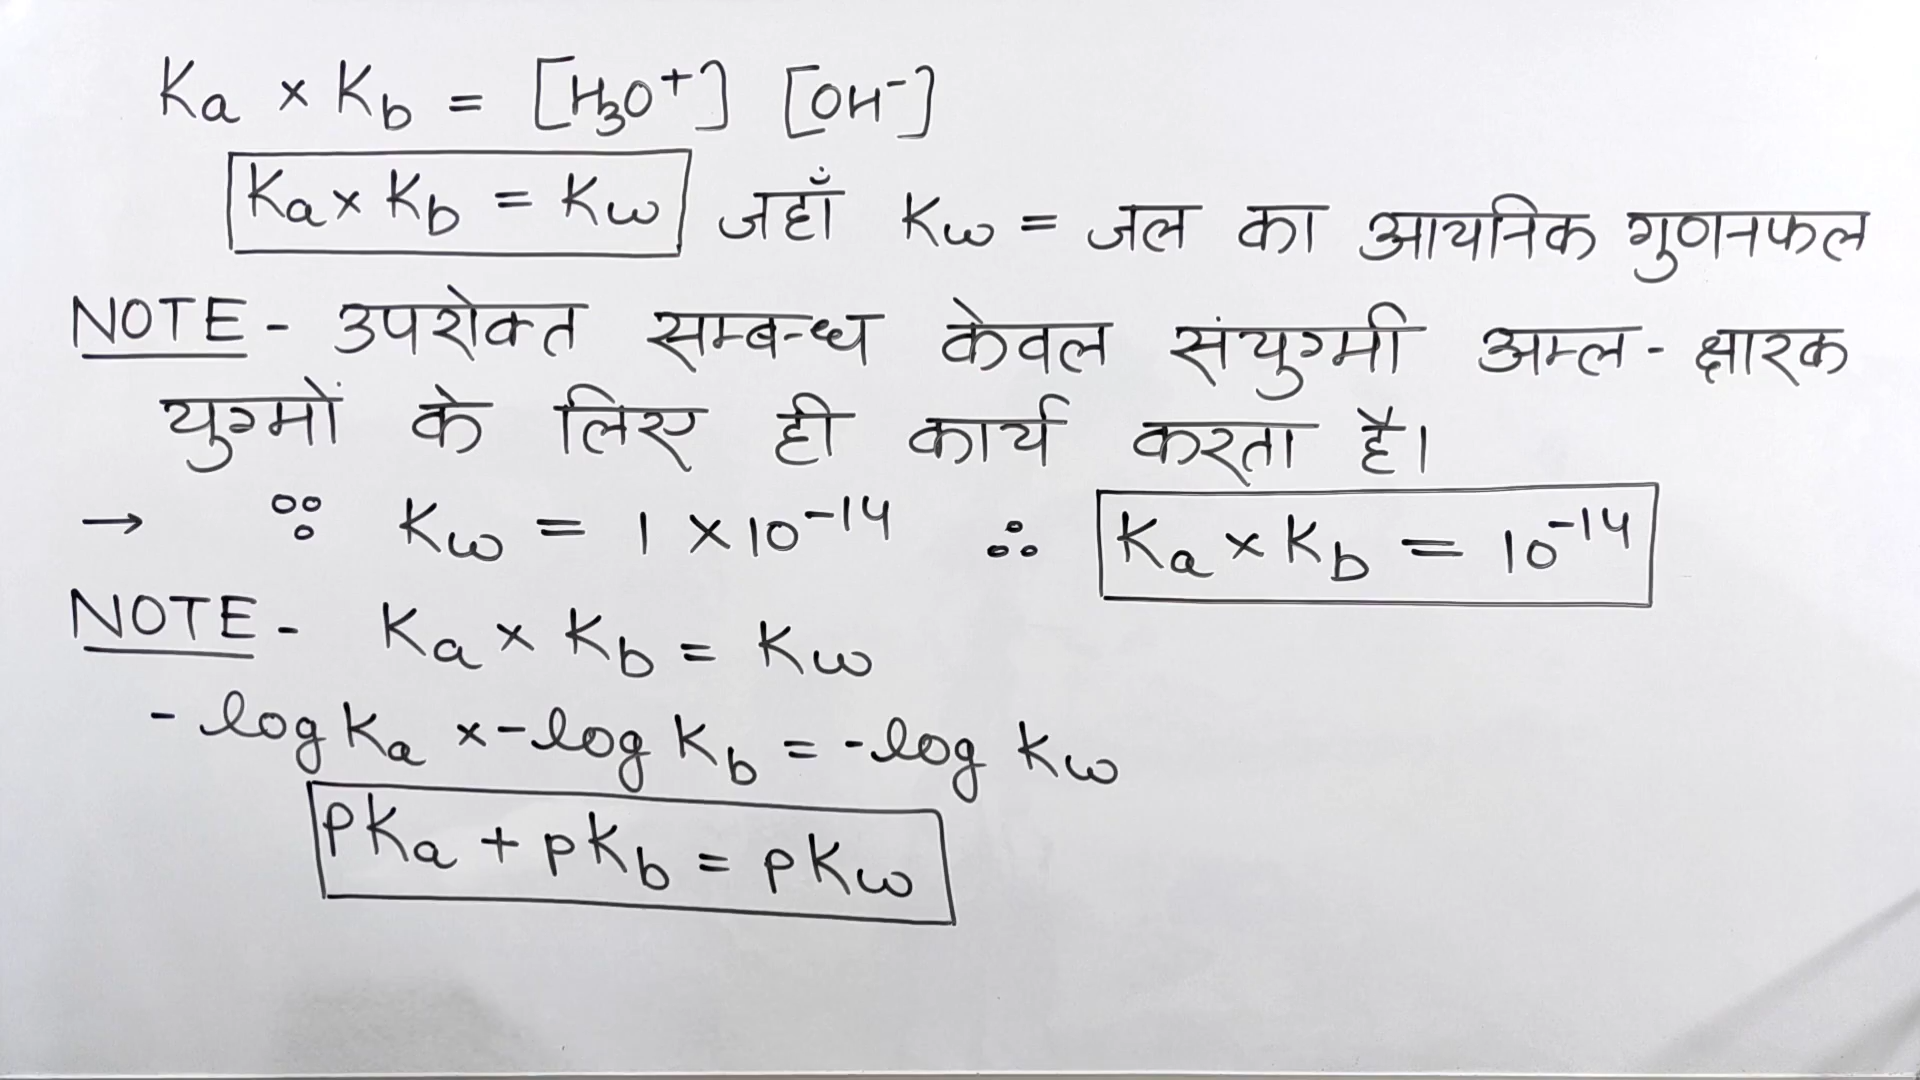 Ka × Kb = [H₃O⁺] [OH⁻]
Ka × Kb = Kw जहाँ Kw = जल का आयनिक गुणनफल
NOTE - उपरोक्त सम्बन्ध केवल संयुग्मी अम्ल - क्षारक
युग्मों के लिए ही कार्य करता है।
→ ∵ Kw = 1 × 10⁻¹⁴ ∴ Ka × Kb = 10⁻¹⁴
NOTE - Ka × Kb = Kw
- log Ka × - log Kb = - log Kw
pKa + pKb = pKw